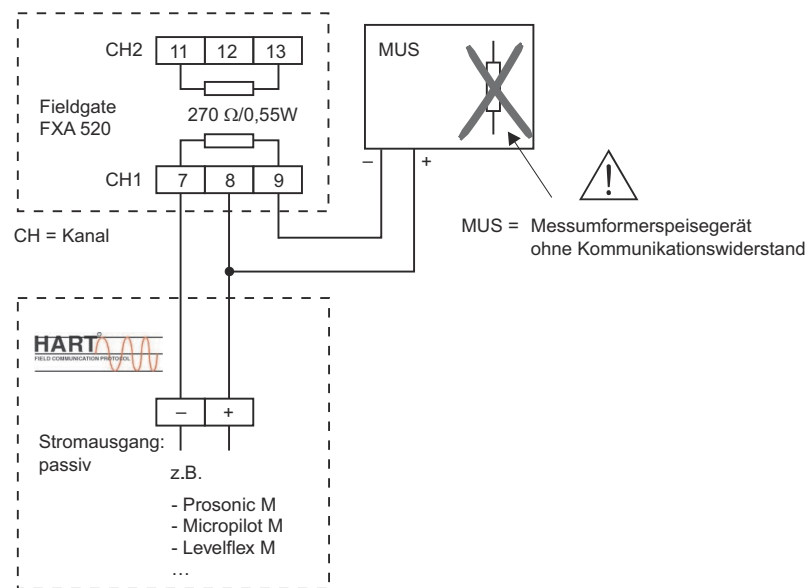 CH2 11 12 13
Fieldgate
FXA 520
270 Ω/0,55W
CH1 7 8 9
CH = Kanal
MUS
– +
MUS = Messumformerspeisegerät
ohne Kommunikationswiderstand
HART
FIELD COMMUNICATION PROTOCOL
– +
Stromausgang:
passiv
z.B.
- Prosonic M
- Micropilot M
- Levelflex M
…